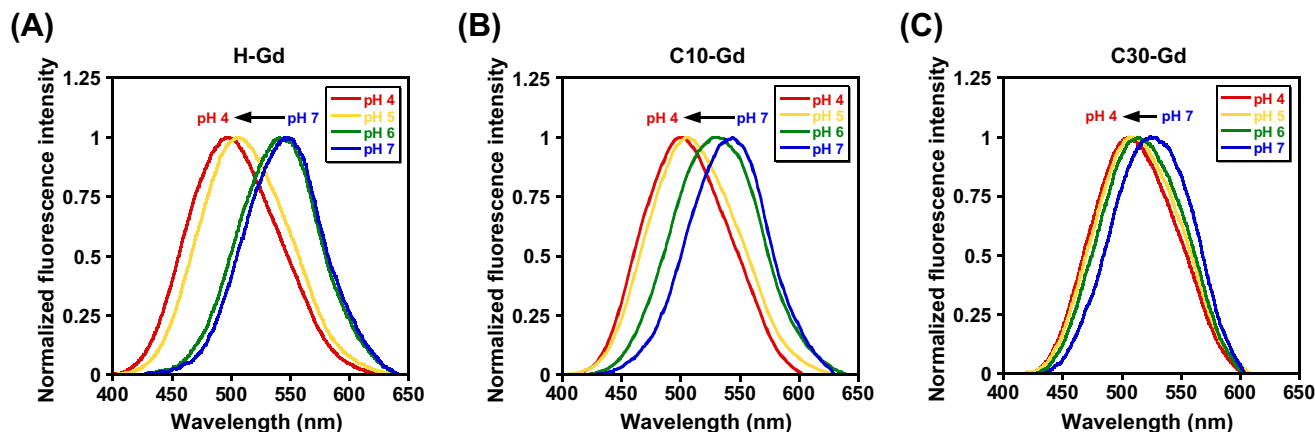 (A)
H-Gd
Normalized fluorescence intensity
1.25
1
0.75
0.5
0.25
0
pH 4
pH 7
pH 4
pH 5
pH 6
pH 7
400 450 500 550 600 650
Wavelength (nm)
(B)
C10-Gd
Normalized fluorescence intensity
1.25
1
0.75
0.5
0.25
0
pH 4
pH 7
pH 4
pH 5
pH 6
pH 7
400 450 500 550 600 650
Wavelength (nm)
(C)
C30-Gd
Normalized fluorescence intensity
1.25
1
0.75
0.5
0.25
0
pH 4
pH 7
pH 4
pH 5
pH 6
pH 7
400 450 500 550 600 650
Wavelength (nm)